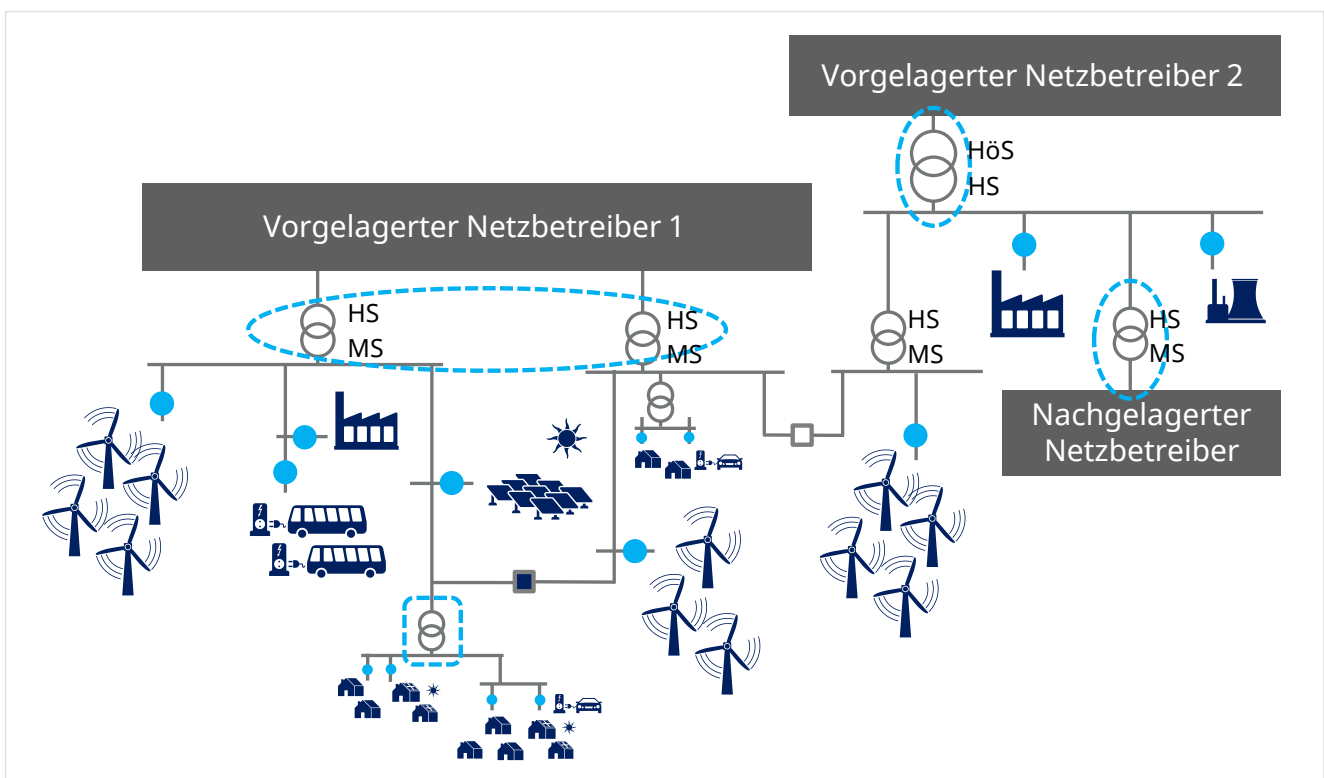 Vorgelagerter Netzbetreiber 2
HöS
HS
Vorgelagerter Netzbetreiber 1
HS
MS
HS
MS
HS
MS
HS
MS
Nachgelagerter
Netzbetreiber